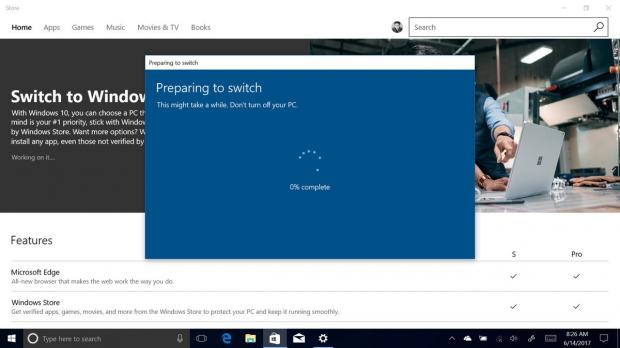 Store
Home Apps Games Music Movies & TV Books
Search
Preparing to switch
Preparing to switch
This might take a while. Don't turn off your PC.
0% complete
Switch to Windo
With Windows 10, you can choose a PC th
mind is your #1 priority, stick with Window
by Windows Store. Want more options? W
install any app, even those not verified by
Working on it...
Features
S Pro
Microsoft Edge
All-new browser that makes the web work the way you do.
Windows Store
Get verified apps, games, movies, and more from the Windows Store to protect your PC and keep it running smoothly.
Type here to search
8:26 AM
6/14/2017